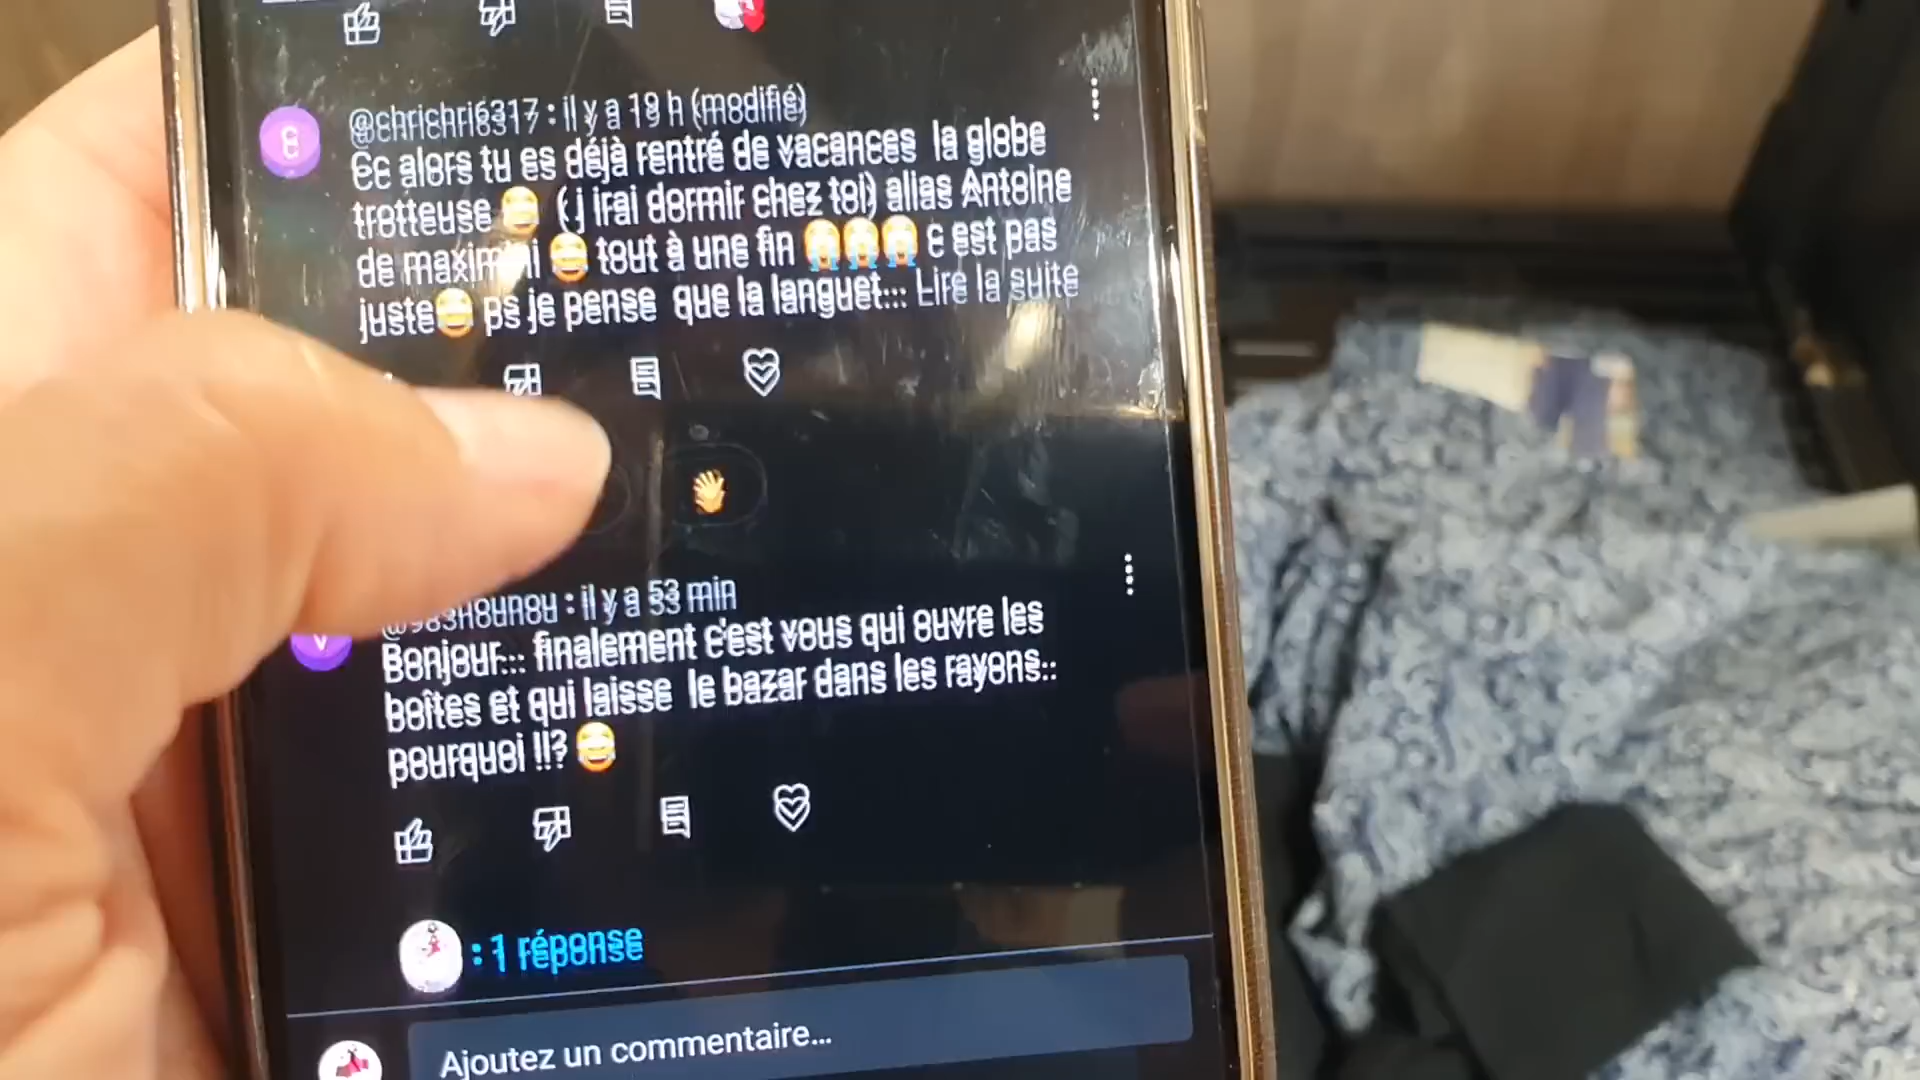 @chrichri6317 : il y a 19 h (modifié)
Cc alors tu es déjà rentré de vacances la globe
trotteuse 😄 ( j irai dormir chez toi) alias Antoine
de maximini 😄 tout à une fin 😭😭😭 c est pas
juste😄 ps je pense que la languet... Lire la suite
: il y a 53 min
Bonjour... finalement c'est vous qui ouvre les
boîtes et qui laisse le bazar dans les rayons..
pourquoi !!? 😄
: 1 réponse
Ajoutez un commentaire...